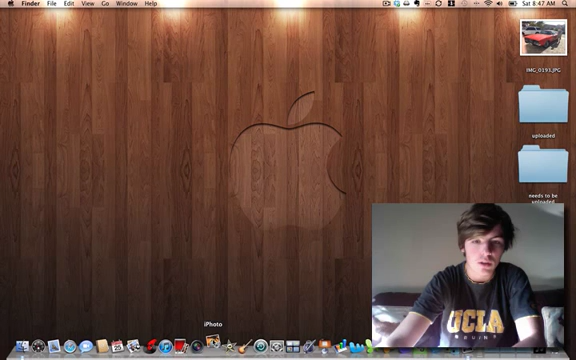 Finder File Edit View Go Window Help
Sat 8:47 AM
IMG_0193.JPG
uploaded
needs to be
uploaded
UCLA
BRUINS
iPhoto